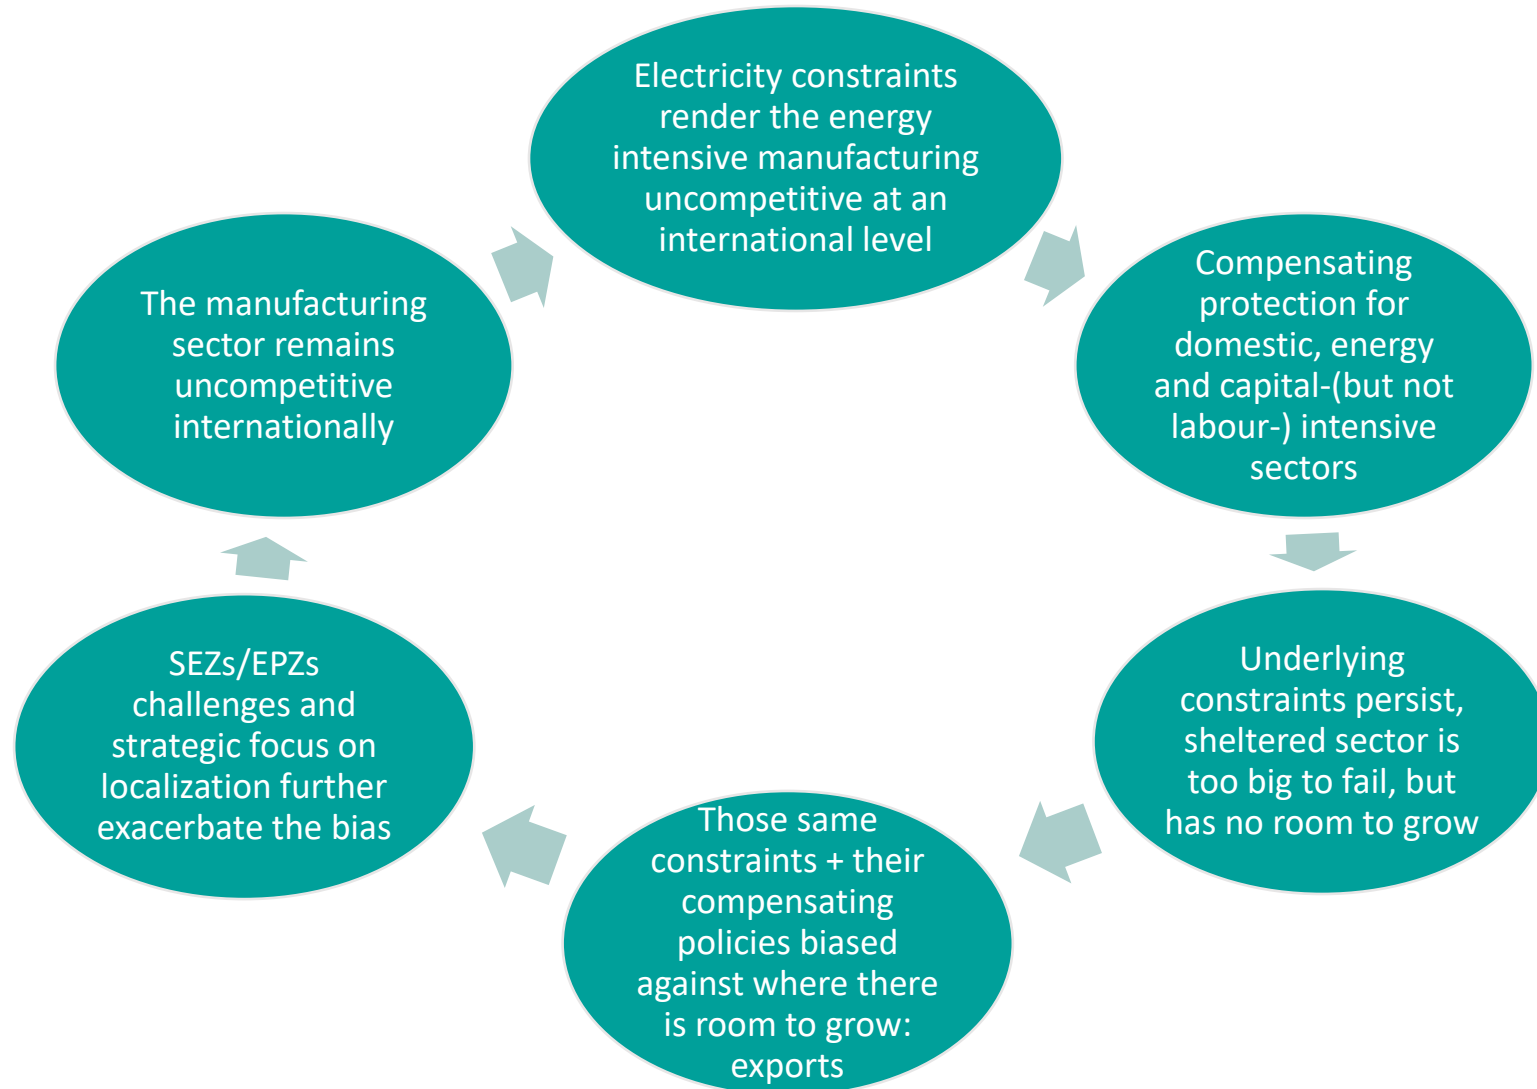 Electricity constraints
render the energy
intensive manufacturing
uncompetitive at an
international level
Compensating
protection for
domestic, energy
and capital-(but not
labour-) intensive
sectors
Underlying
constraints persist,
sheltered sector is
too big to fail, but
has no room to grow
Those same
constraints + their
compensating
policies biased
against where there
is room to grow:
exports
SEZs/EPZs
challenges and
strategic focus on
localization further
exacerbate the bias
The manufacturing
sector remains
uncompetitive
internationally